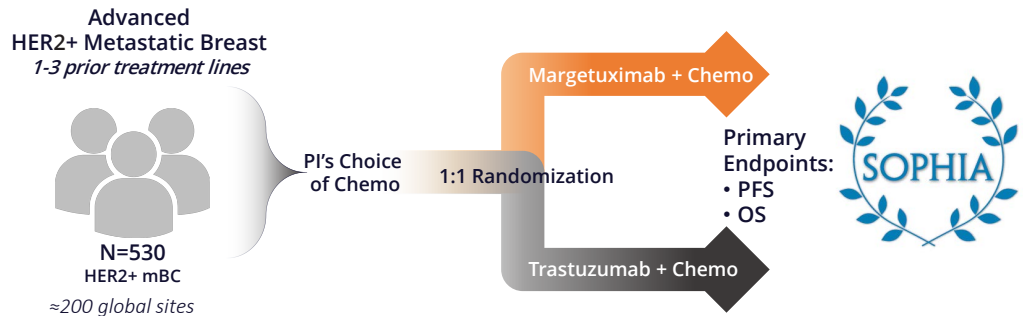 Advanced
HER2+ Metastatic Breast
1-3 prior treatment lines
N=530
HER2+ mBC
≈200 global sites
PI’s Choice
of Chemo
1:1 Randomization
Margetuximab + Chemo
Trastuzumab + Chemo
Primary
Endpoints:
• PFS
• OS
SOPHIA